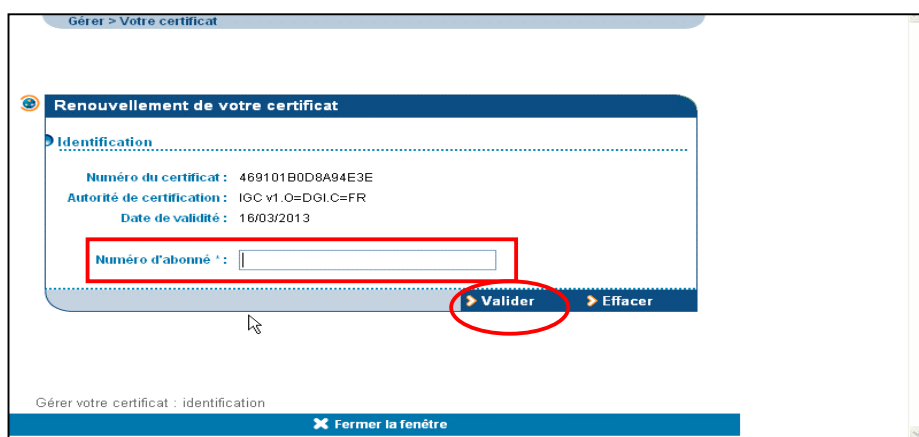 Gérer > Votre certificat
Renouvellement de votre certificat
Identification
Numéro du certificat : 469101B0D8A94E3E
Autorité de certification : IGC v1.O=DGI.C=FR
Date de validité : 16/03/2013
Numéro d'abonné * :
Valider Effacer
Gérer votre certificat : identification
Fermer la fenêtre